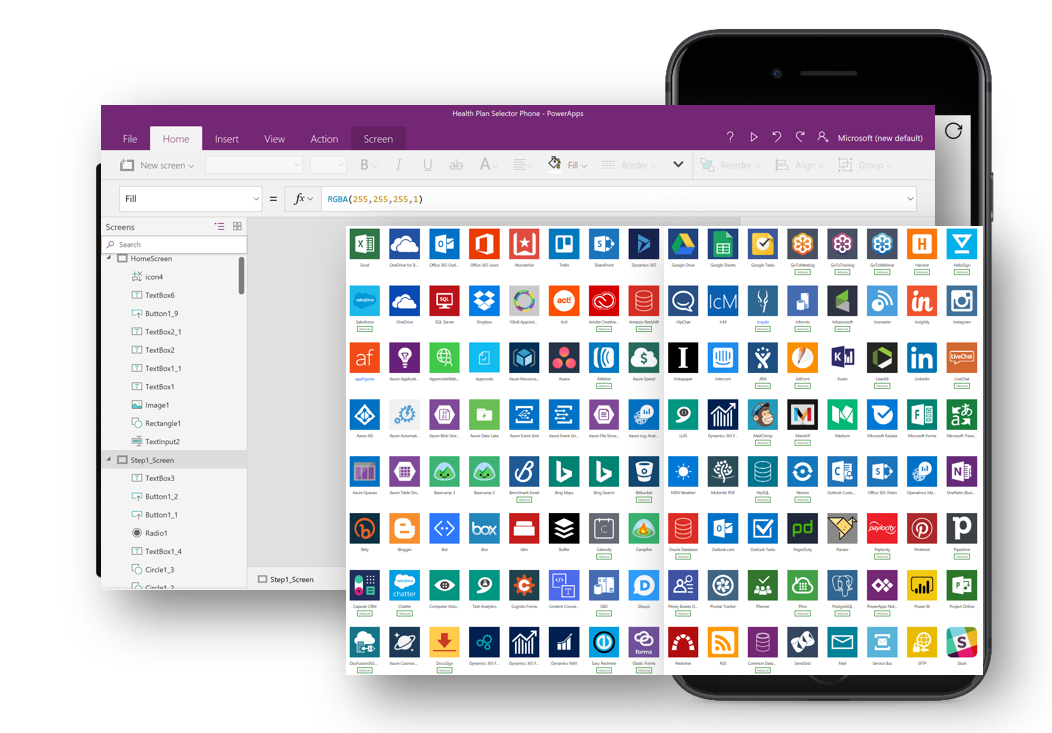 Health Plan Selector Phone - PowerApps
File Home Insert View Action Screen ? Microsoft (new default)
New screen B I U ab A Fill Border Reorder Align Group
Fill = fx RGBA(255,255,255,1)
Screens
Search
HomeScreen
icon4
TextBox6
Button1_9
TextBox2_1
TextBox2
TextBox1_1
TextBox1
Image1
Rectangle1
TextInput2
Step1_Screen
TextBox3
Button1_2
Button1_1
Radio1
TextBox1_4
Circle1_3
Step1_Screen
Excel OneDrive for B... Office 365 Outl... Office 365 Users Wunderlist Trello SharePoint Dynamics 365 Google Drive Google Sheets Google Tasks GoToMeeting GoToTraining GoToWebinar Harvest HelloSign
Salesforce OneDrive SQL Server Dropbox 10to8 Appoint... Act! Adobe Creative... Amazon Redshift HipChat IcM Impala Informix Infusionsoft Inoreader Insightly Instagram
appFigures Azure Applicati... AppreciateWeb... Approvals Azure Resource... Asana AWeber Azure Spend Instapaper Intercom JIRA JotForm Kusto LeanKit LinkedIn LiveChat
Azure AD Azure Automati... Azure Blob Stor... Azure Data Lake Azure Event Grid Azure Event Gri... Azure File Stora... Azure Log Anal... LUIS Dynamics 365 F... MailChimp Mandrill Medium Microsoft Kaizala Microsoft Forms Microsoft Trans...
Azure Queues Azure Table Sto... Basecamp 3 Basecamp 2 Benchmark Email Bing Maps Bing Search Bitbucket MSN Weather Muhimbi PDF MySQL Nexmo Outlook Custo... Office 365 Video Operations Ma... OneNote (Busi...
Bitly Blogger Bot Box bttn Buffer Calendly Campfire Oracle Database Outlook.com Outlook Tasks PagerDuty Parserr Paylocity Pinterest Pipedrive
Capsule CRM Chatter Computer Visio... Text Analytics Cognito Forms Content Conver... DB2 Disqus Pitney Bowes D... Pivotal Tracker Planner Plivo PostgreSQL PowerApps Not... Power BI Project Online
DocFusion365... Azure Cosmos... DocuSign Dynamics 365 F... Dynamics 365 F... Dynamics NAV Easy Redmine Elastic Forms Redmine RSS Common Data... SendGrid Mail Service Bus SFTP Slack